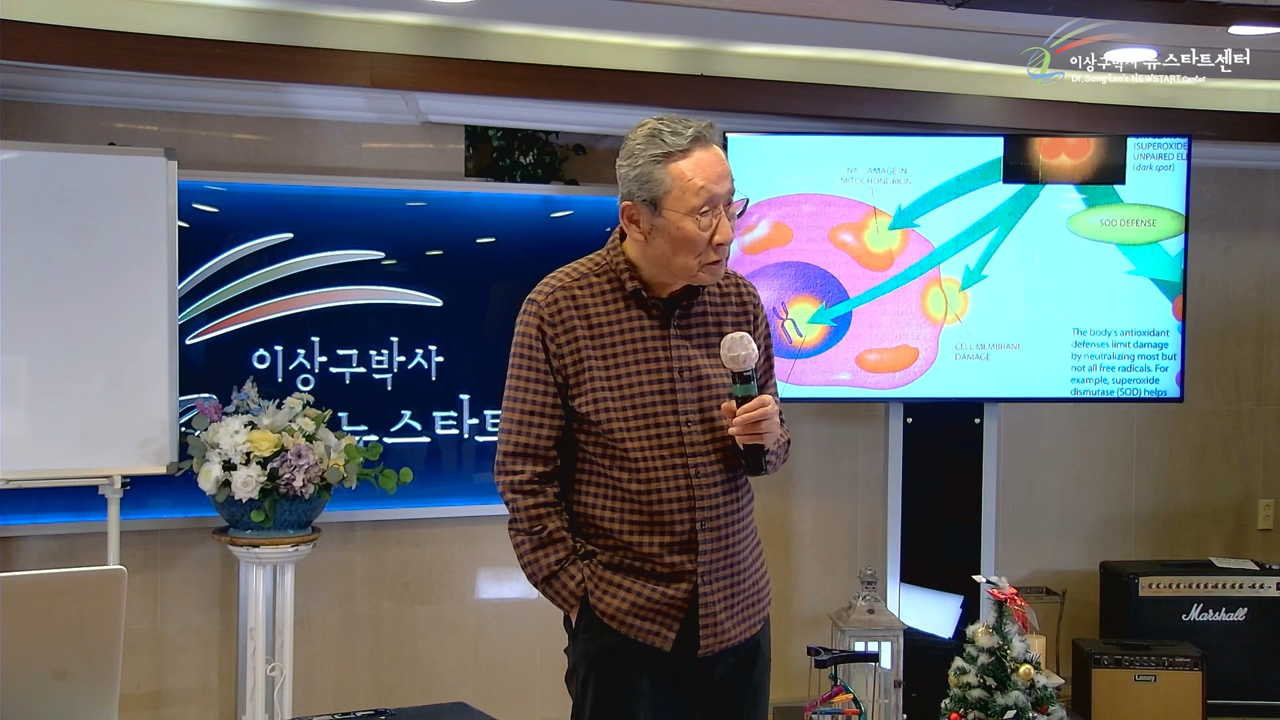 이상구박사 뉴스타트센터
Dr. Sang Lee's NEWSTART Center
이상구박사
뉴스타트
DAMAGE IN
MITOCHONDRION
(SUPEROXIDE
UNPAIRED
(dark spot)
SOD DEFENSE
CELL MEMBRANE
DAMAGE
The body's antioxidant
defenses limit damage
by neutralizing most but
not all free radicals. For
example, superoxide
dismutase (SOD) helps
Marshall
Laney